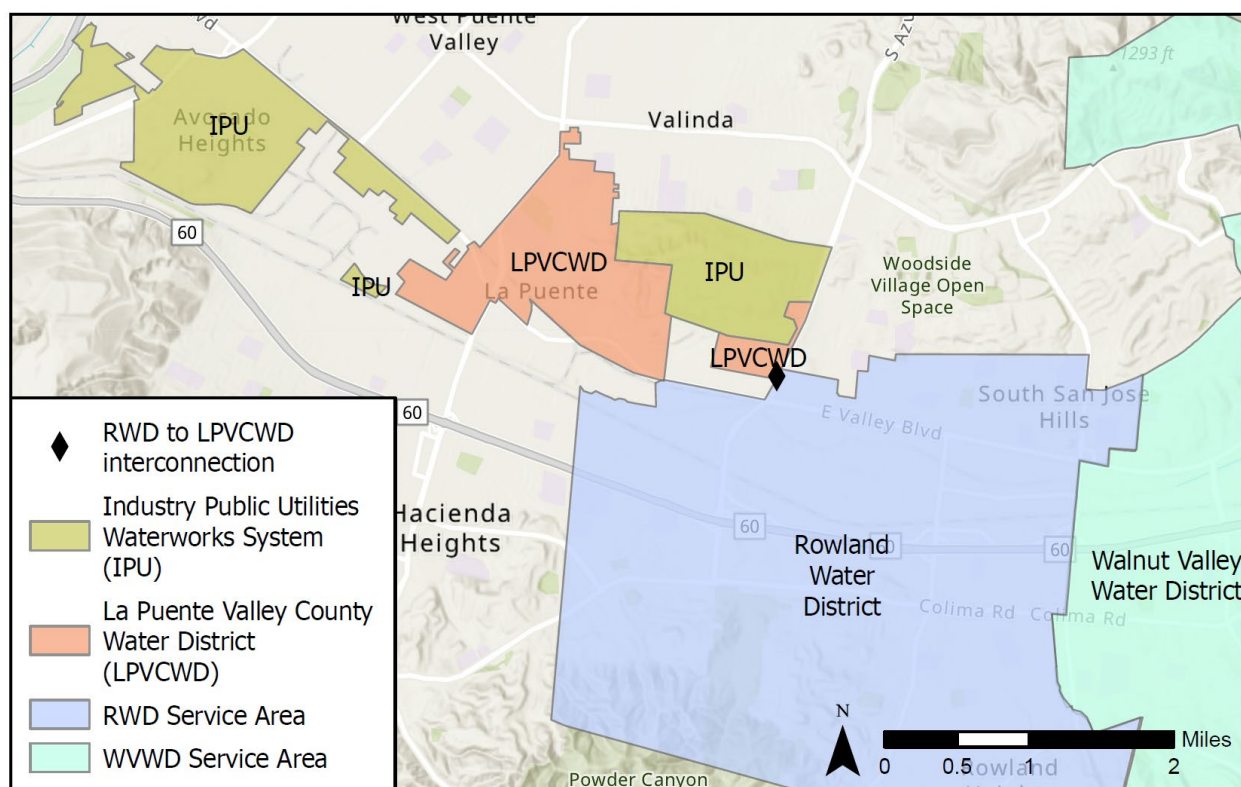 West Puente
Valley
vd
S Azu
1293 ft
Avocado
Heights
IPU
Valinda
60
LPVCWD
La Puente
IPU
IPU
Woodside
Village Open
Space
LPVCWD
South San Jose
Hills
E Valley Blvd
60
Hacienda
Heights
60
60
60
Rowland
Water
District
Walnut Valley
Water District
Colima Rd
Colima Rd
RWD to LPVCWD
interconnection
Industry Public Utilities
Waterworks System
(IPU)
La Puente Valley County
Water District
(LPVCWD)
RWD Service Area
WVWD Service Area
N
Miles
0 0.5 1 2
Rowland
Powder Canyon